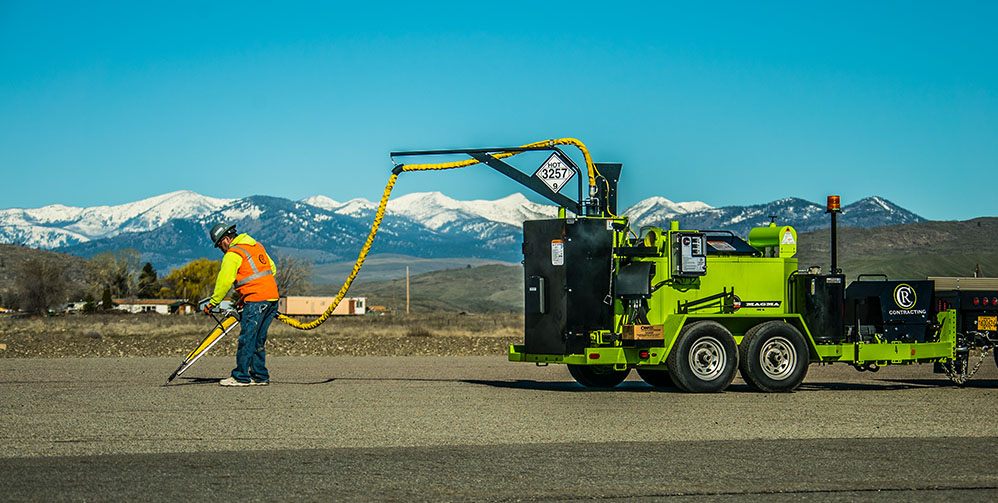 HOT
3257
9
MAGMA
CR
CONTRACTING